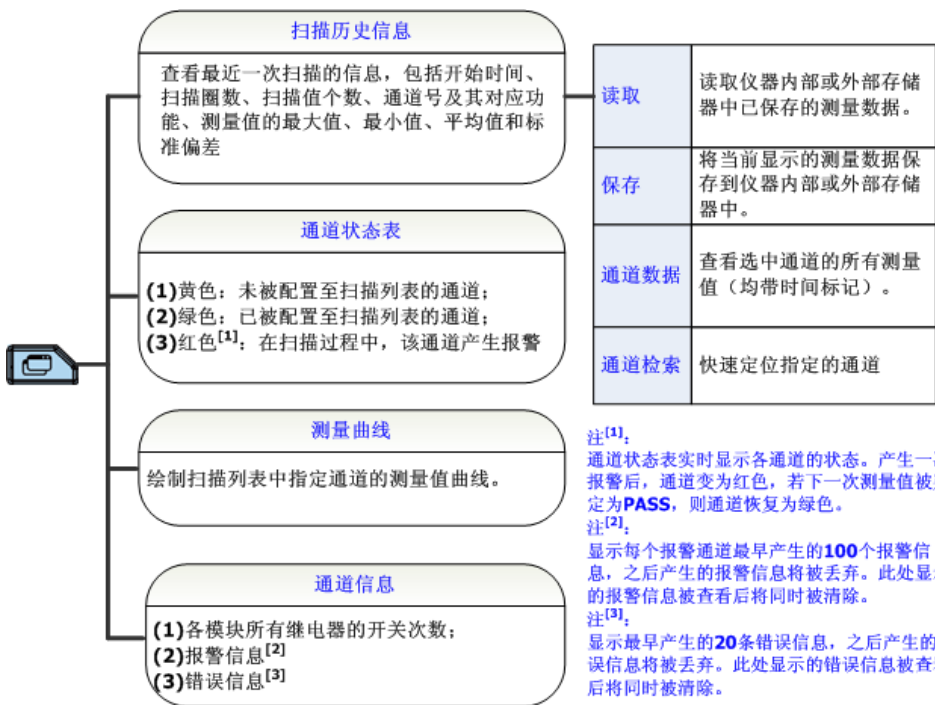 扫描历史信息
查看最近一次扫描的信息，包括开始时间、
扫描圈数、扫描值个数、通道号及其对应功
能、测量值的最大值、最小值、平均值和标
准偏差
读取
读取仪器内部或外部存储
器中已保存的测量数据。
保存
将当前显示的测量数据保
存到仪器内部或外部存储
器中。
通道数据
查看选中通道的所有测量
值（均带时间标记）。
通道检索
快速定位指定的通道
通道状态表
(1)黄色：未被配置至扫描列表的通道；
(2)绿色：已被配置至扫描列表的通道；
(3)红色[1]：在扫描过程中，该通道产生报警
测量曲线
绘制扫描列表中指定通道的测量值曲线。
通道信息
(1)各模块所有继电器的开关次数；
(2)报警信息[2]
(3)错误信息[3]
注[1]：
通道状态表实时显示各通道的状态。产生一
报警后，通道变为红色，若下一次测量值被
定为PASS，则通道恢复为绿色。
注[2]：
显示每个报警通道最早产生的100个报警信
息，之后产生的报警信息将被丢弃。此处显
的报警信息被查看后将同时被清除。
注[3]：
显示最早产生的20条错误信息，之后产生的
误信息将被丢弃。此处显示的错误信息被查
后将同时被清除。